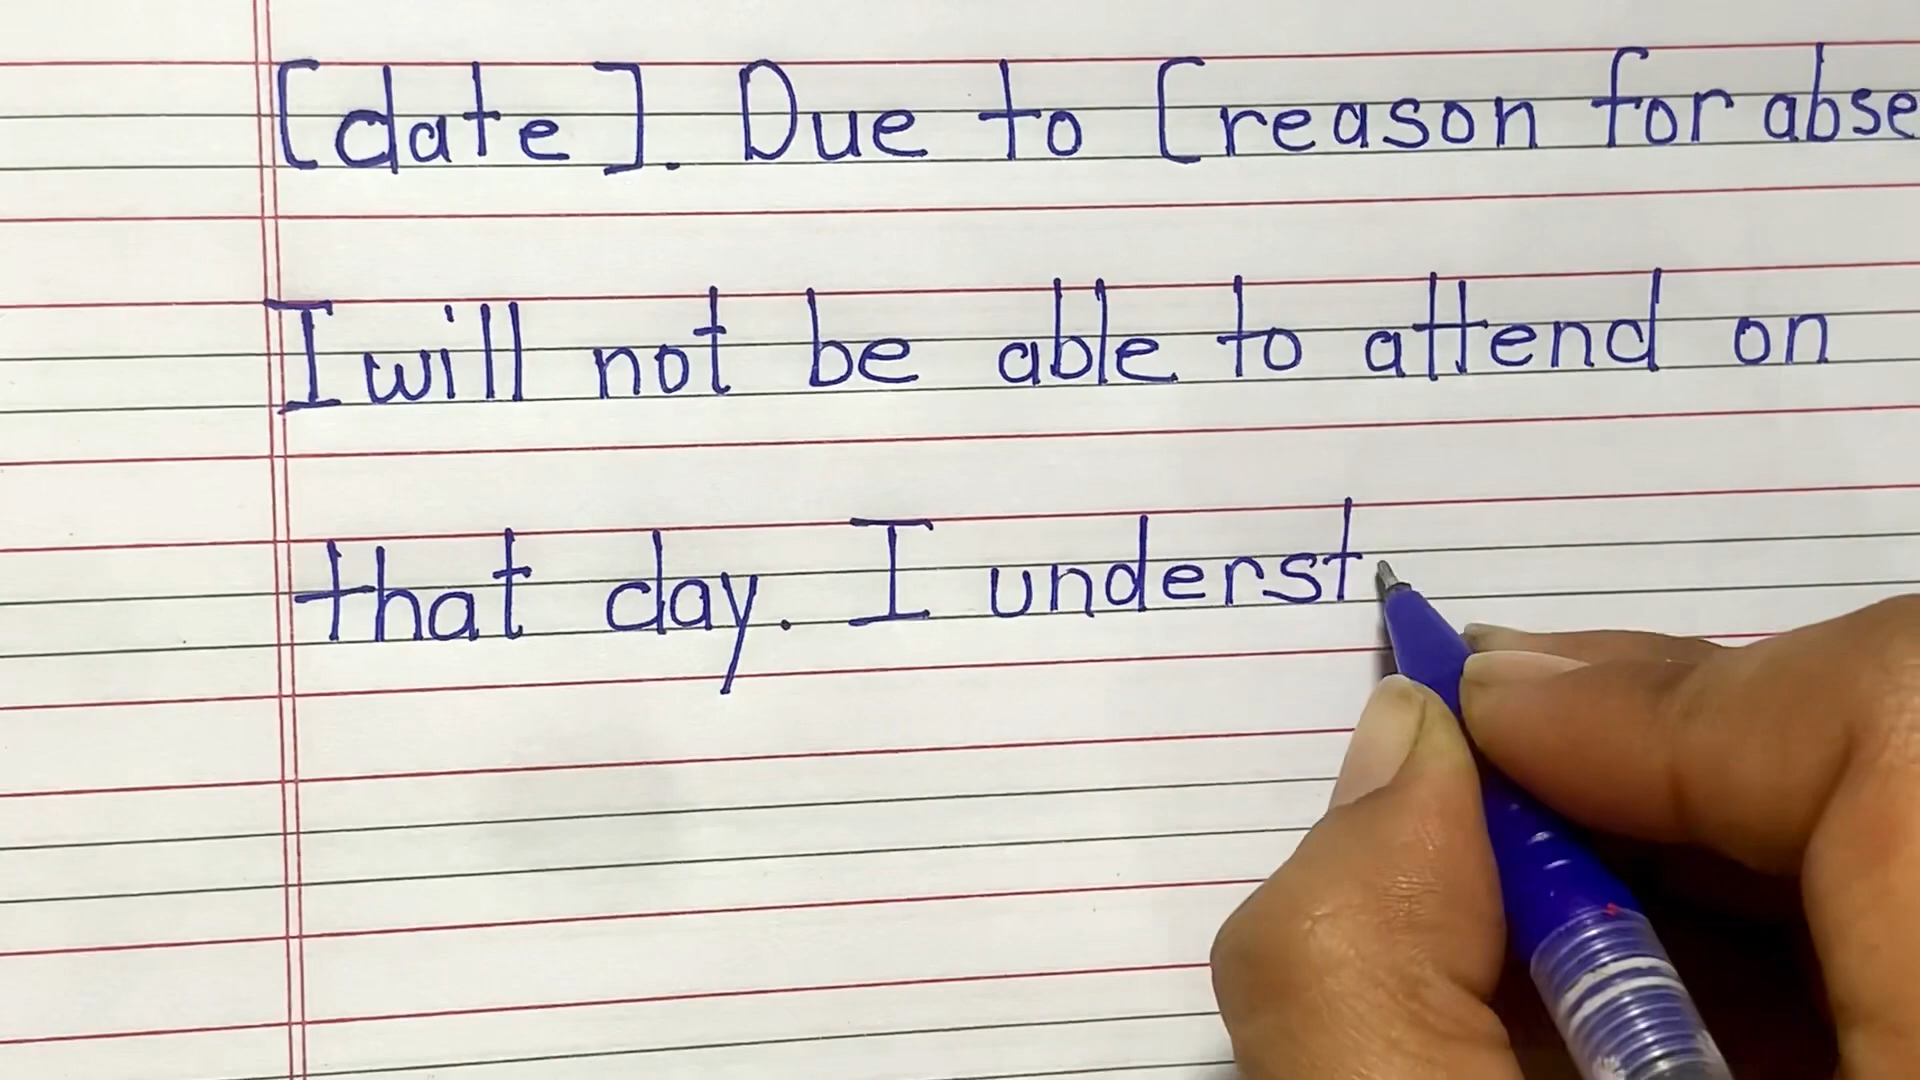 [date]. Due to [reason for abse
I will not be able to attend on
that day. I underst